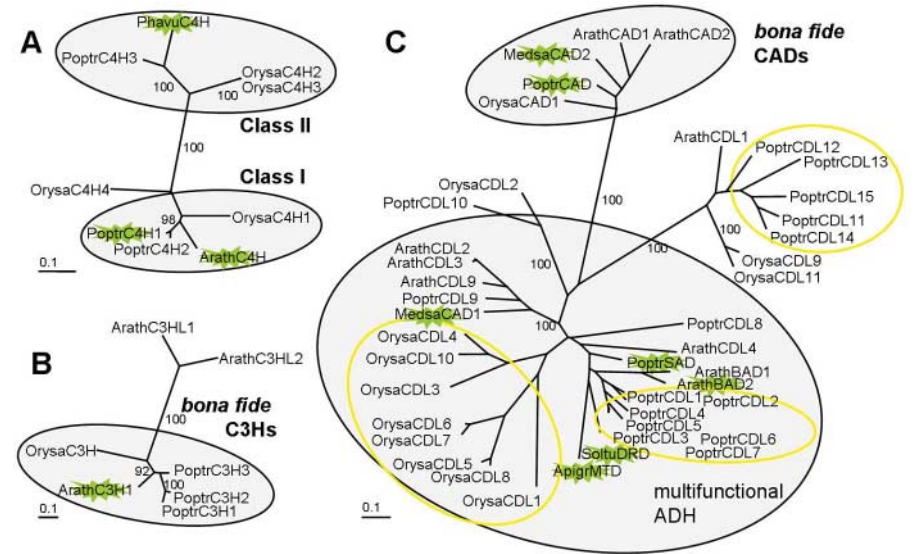 A
PhavuC4H
PoptrC4H3
OrysaC4H2
OrysaC4H3
100
100
Class II
100
Class I
OrysaC4H4
98
OrysaC4H1
PoptrC4H1
PoptrC4H2
ArathC4H
0.1
B
ArathC3HL1
ArathC3HL2
bona fide
C3Hs
100
OrysaC3H
92
100
PoptrC3H3
ArathC3H1
PoptrC3H2
PoptrC3H1
0.1
C
bona fide
CADs
ArathCAD1
ArathCAD2
MedsaCAD2
PoptrCAD
OrysaCAD1
100
ArathCDL1
PoptrCDL12
PoptrCDL13
PoptrCDL15
PoptrCDL11
PoptrCDL14
100
100
OrysaCDL9
OrysaCDL11
OrysaCDL2
PoptrCDL10
100
ArathCDL2
ArathCDL3
ArathCDL9
PoptrCDL9
MedsaCAD1
100
OrysaCDL4
OrysaCDL10
OrysaCDL3
OrysaCDL6
OrysaCDL7
OrysaCDL5
OrysaCDL8
OrysaCDL1
PoptrCDL8
ArathCDL4
PoptrSAD
ArathBAD1
ArathBAD2
PoptrCDL1
PoptrCDL2
PoptrCDL4
PoptrCDL5
PoptrCDL3
PoptrCDL6
PoptrCDL7
SoltuDRD
ApigrMTD
multifunctional
ADH
0.1